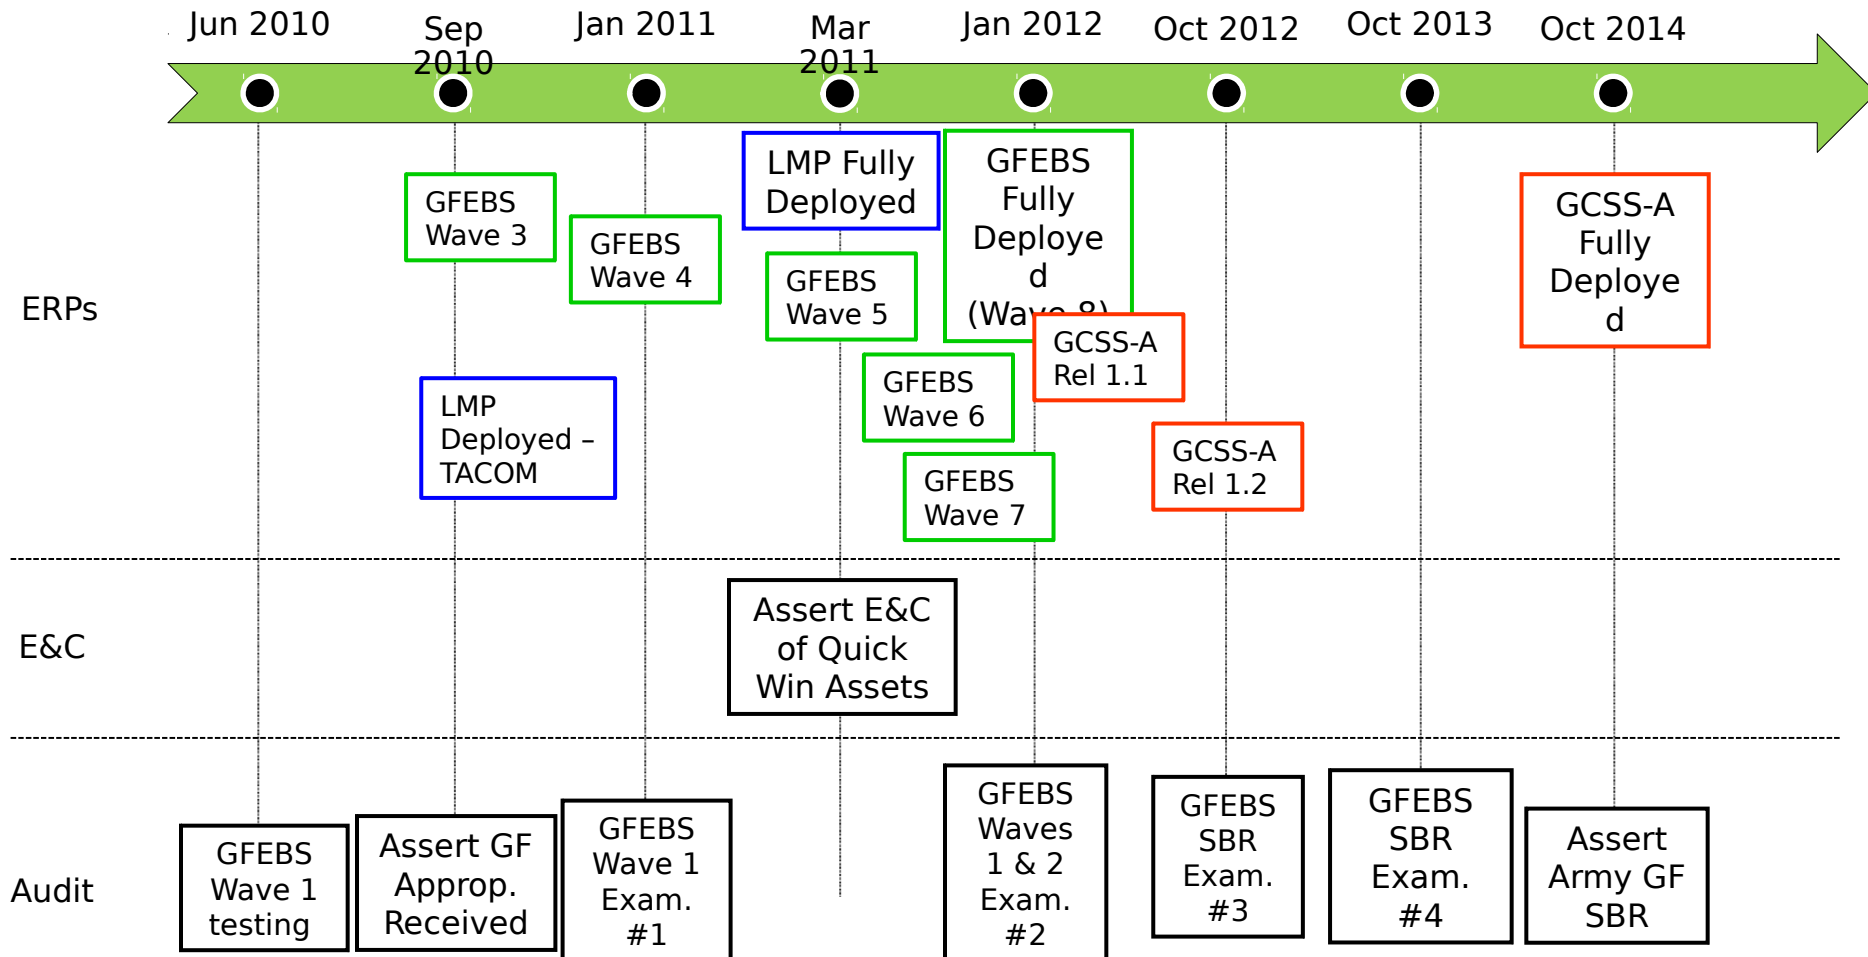 Jun 2010
Sep
2010
Jan 2011
Mar
2011
Jan 2012
Oct 2012
Oct 2013
Oct 2014
ERPs
GFEBS
Wave 3
LMP
Deployed –
TACOM
GFEBS
Wave 4
LMP Fully
Deployed
GFEBS
Wave 5
GFEBS
Fully
Deploye
d
(Wave 8)
GFEBS
Wave 6
GFEBS
Wave 7
GCSS-A
Rel 1.1
GCSS-A
Rel 1.2
GCSS-A
Fully
Deploye
d
E&C
Assert E&C
of Quick
Win Assets
Audit
GFEBS
Wave 1
testing
Assert GF
Approp.
Received
GFEBS
Wave 1
Exam.
#1
GFEBS
Waves
1 & 2
Exam.
#2
GFEBS
SBR
Exam.
#3
GFEBS
SBR
Exam.
#4
Assert
Army GF
SBR